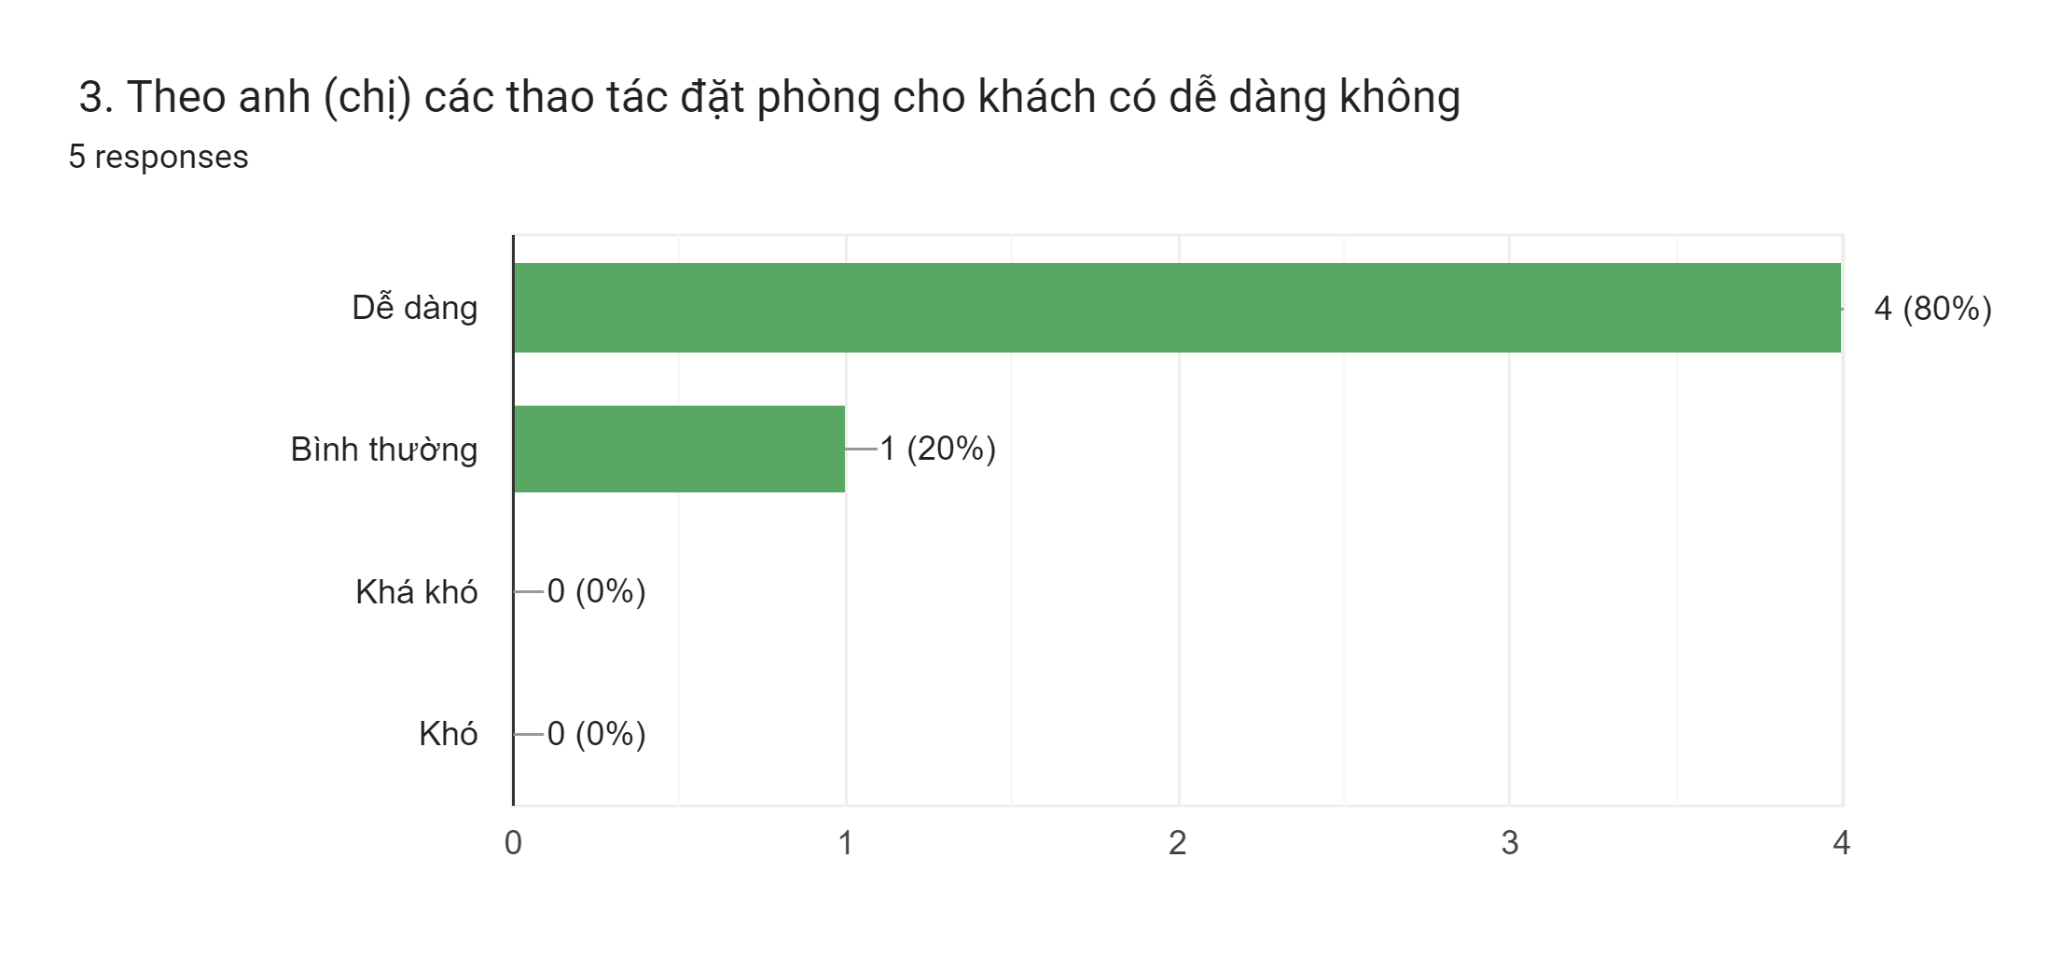 3. Theo anh (chị) các thao tác đặt phòng cho khách có dễ dàng không
5 responses
Dễ dàng
4 (80%)
Bình thường
1 (20%)
Khá khó
0 (0%)
Khó
0 (0%)
0 1 2 3 4